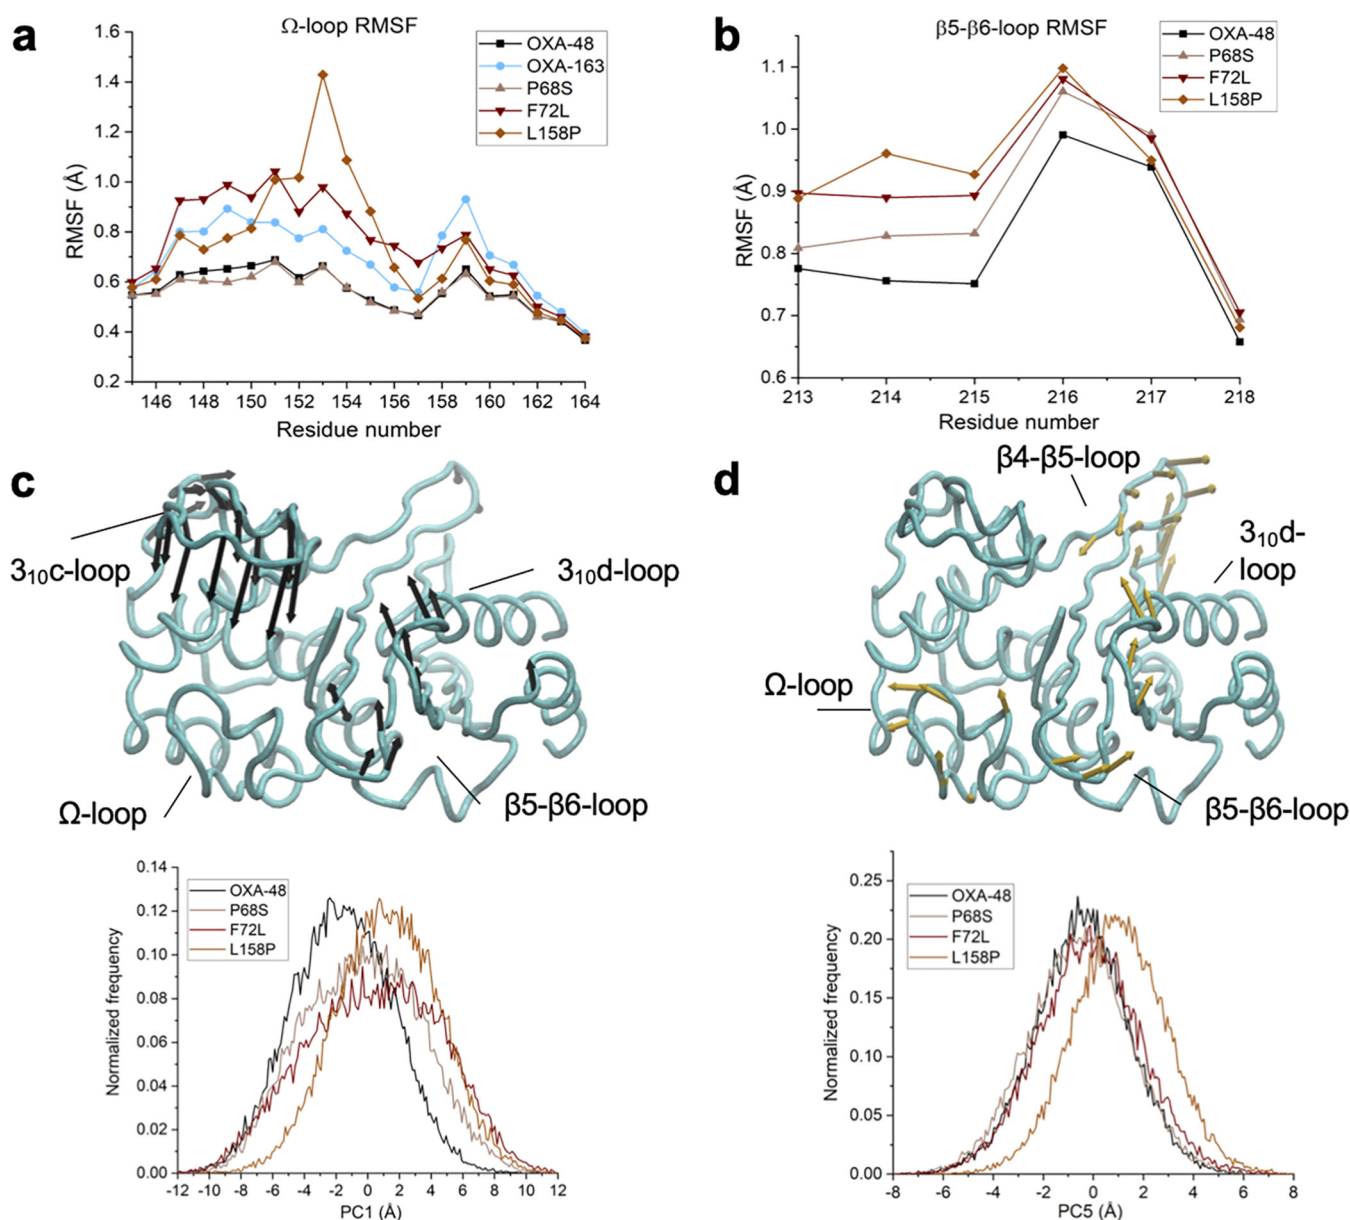 a
Ω-loop RMSF
1.6
1.4
1.2
1.0
0.8
0.6
0.4
0.2
RMSF (Å)
OXA-48
OXA-163
P68S
F72L
L158P
146 148 150 152 154 156 158 160 162 164
Residue number
b
β5-β6-loop RMSF
1.1
1.0
0.9
0.8
0.7
0.6
RMSF (Å)
OXA-48
P68S
F72L
L158P
213 214 215 216 217 218
Residue number
c
3₁₀c-loop
3₁₀d-loop
Ω-loop
β5-β6-loop
0.14
0.12
0.10
0.08
0.06
0.04
0.02
0.00
Normalized frequency
OXA-48
P68S
F72L
L158P
-12 -10 -8 -6 -4 -2 0 2 4 6 8 10 12
PC1 (Å)
d
β4-β5-loop
3₁₀d-
loop
Ω-loop
β5-β6-loop
0.25
0.20
0.15
0.10
0.05
0.00
Normalized frequency
OXA-48
P68S
F72L
L158P
-8 -6 -4 -2 0 2 4 6 8
PC5 (Å)